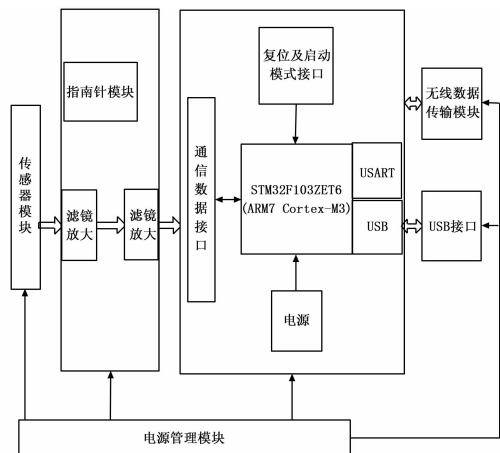 指南针模块
传
感
器
模
块
滤镜
放大
滤镜
放大
通
信
数
据
接
口
复位及启动
模式接口
STM32F103ZET6
(ARM7 Cortex-M3)
USART
USB
电源
无线数据
传输模块
USB接口
电源管理模块